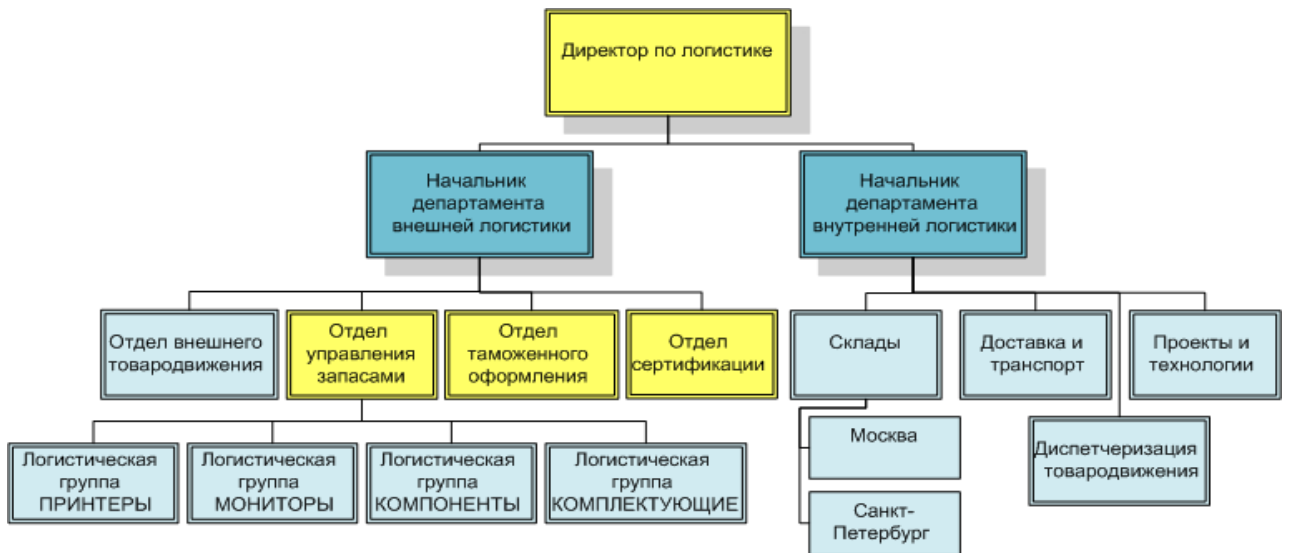 Директор по логистике
Начальник
департамента
внешней логистики
Начальник
департамента
внутренней логистики
Отдел внешнего
товародвижения
Отдел
управления
запасами
Отдел
таможенного
оформления
Отдел
сертификации
Склады
Доставка и
транспорт
Проекты и
технологии
Логистическая
группа
ПРИНТЕРЫ
Логистическая
группа
МОНИТОРЫ
Логистическая
группа
КОМПОНЕНТЫ
Логистическая
группа
КОМПЛЕКТУЮЩИЕ
Москва
Санкт-
Петербург
Диспетчеризация
товародвижения